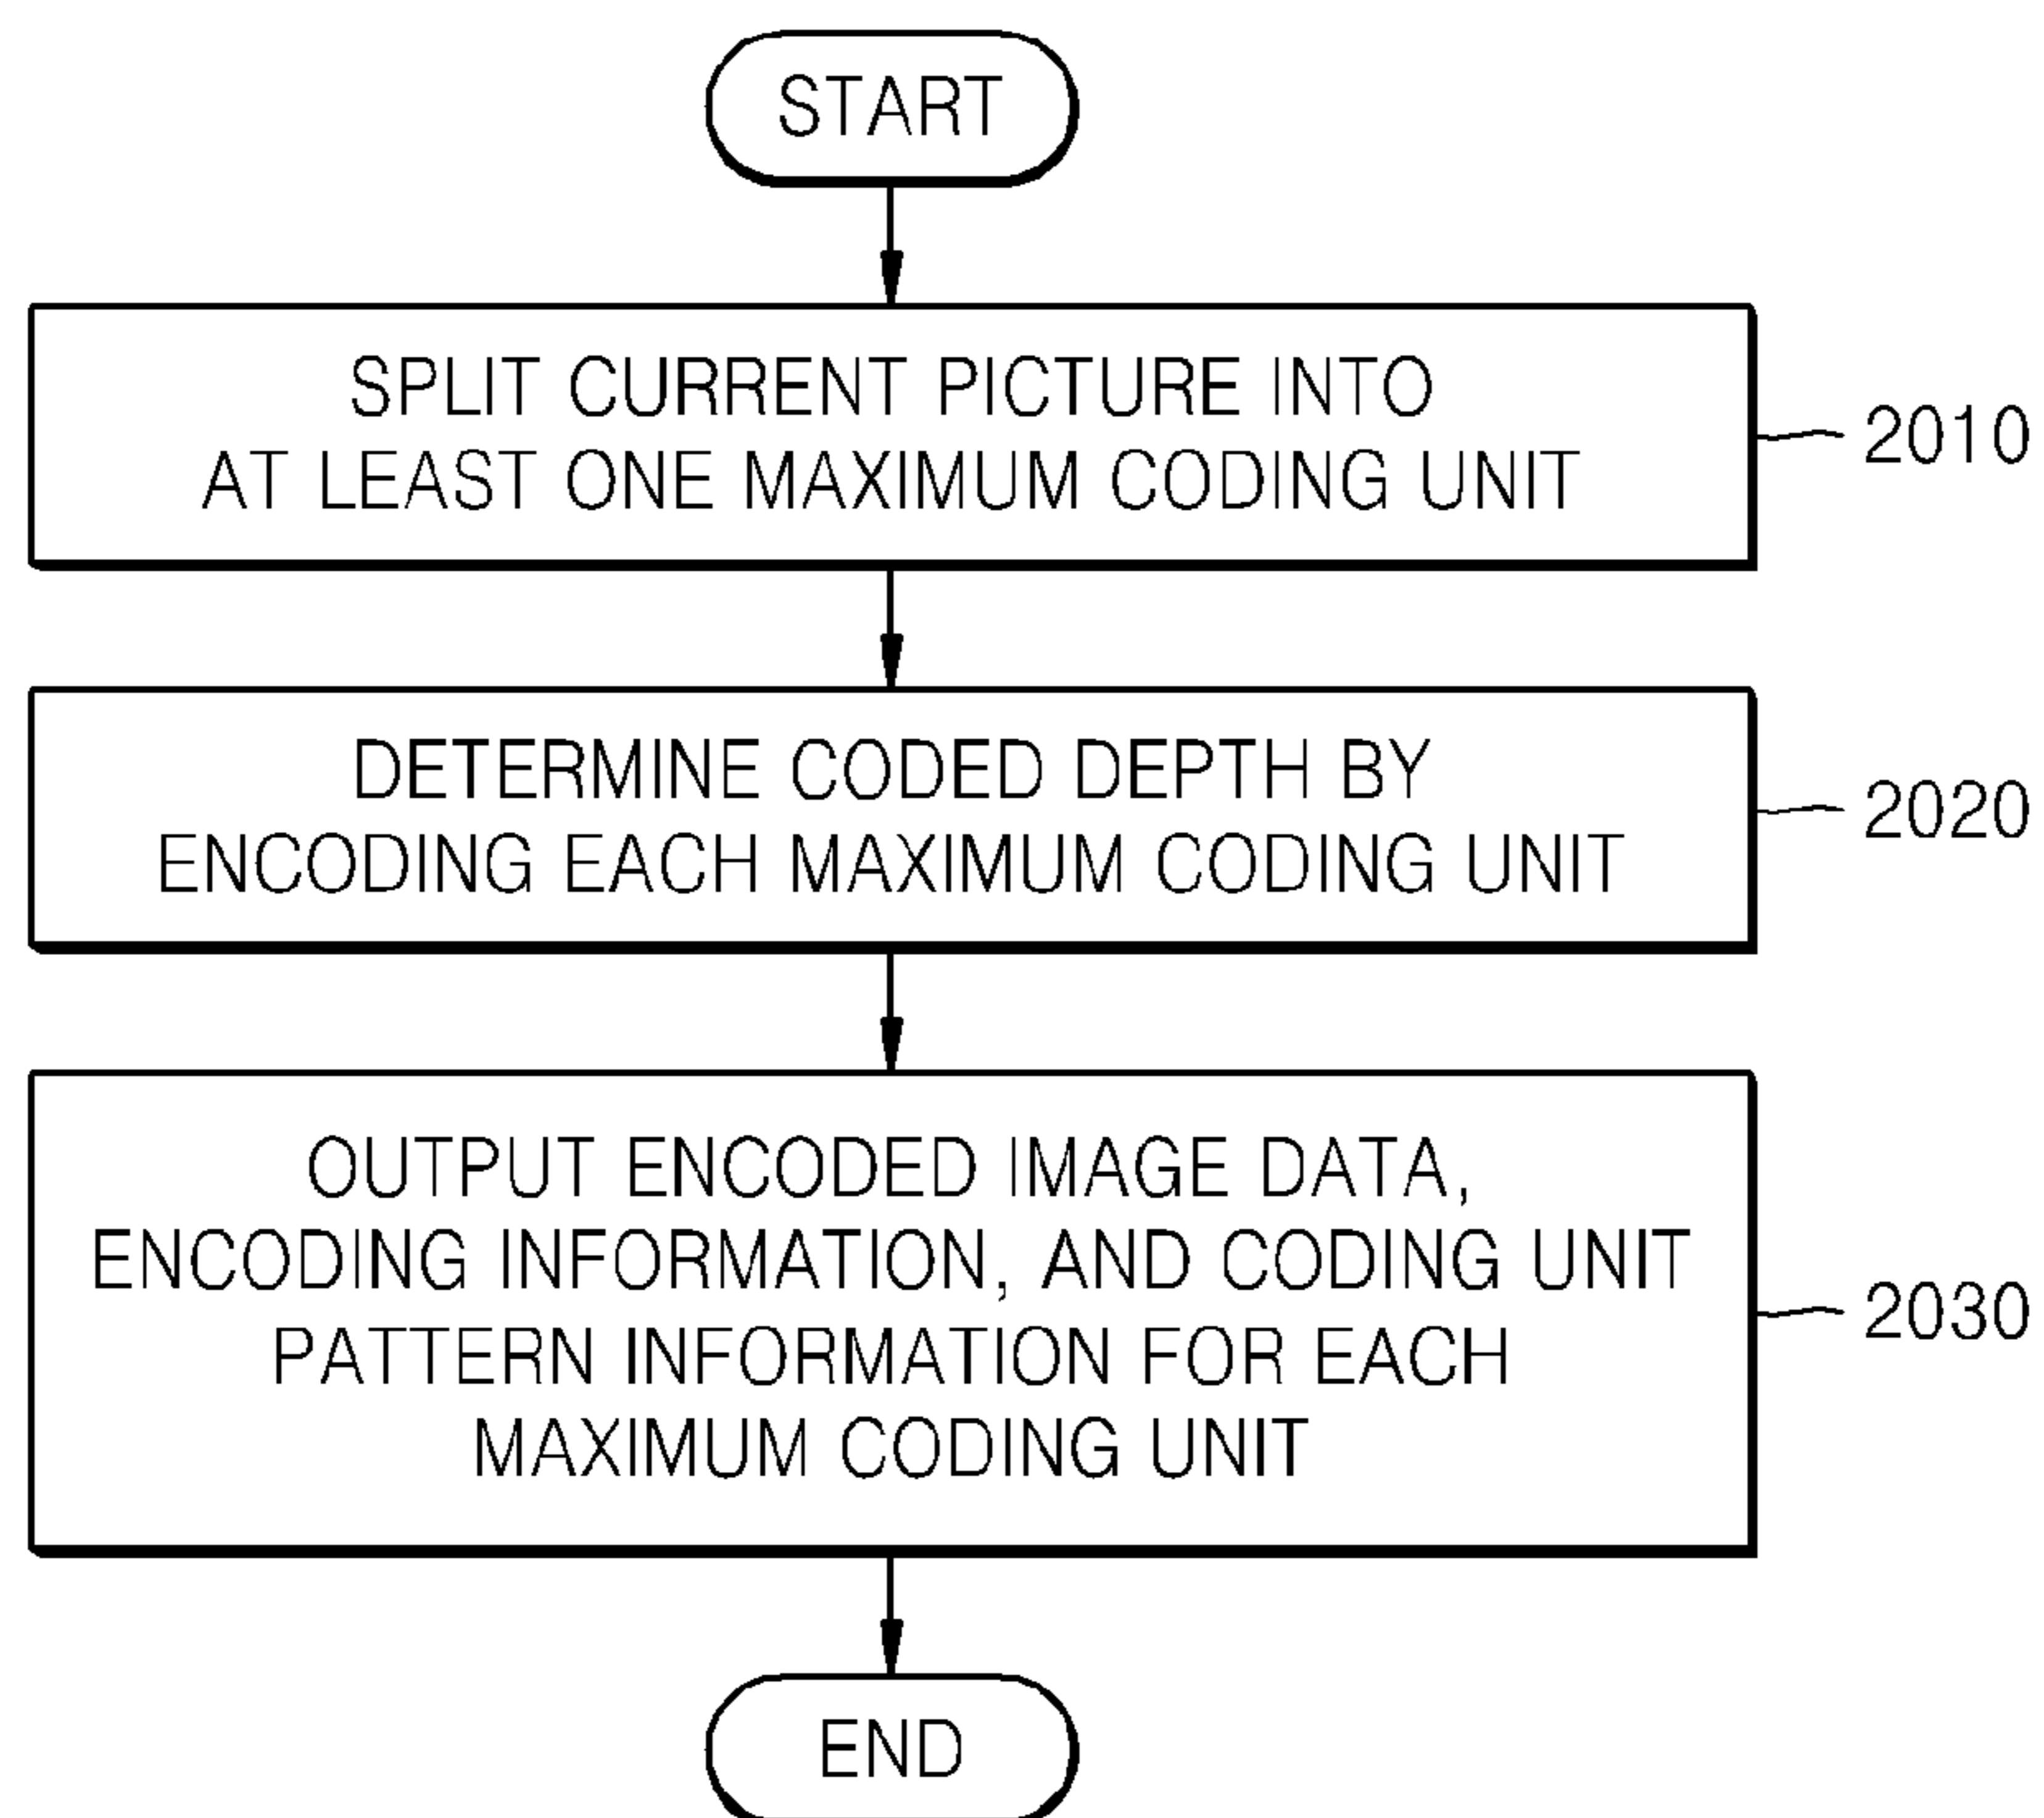 START
SPLIT CURRENT PICTURE INTO
AT LEAST ONE MAXIMUM CODING UNIT
2010
DETERMINE CODED DEPTH BY
ENCODING EACH MAXIMUM CODING UNIT
2020
OUTPUT ENCODED IMAGE DATA,
ENCODING INFORMATION, AND CODING UNIT
PATTERN INFORMATION FOR EACH
MAXIMUM CODING UNIT
2030
END